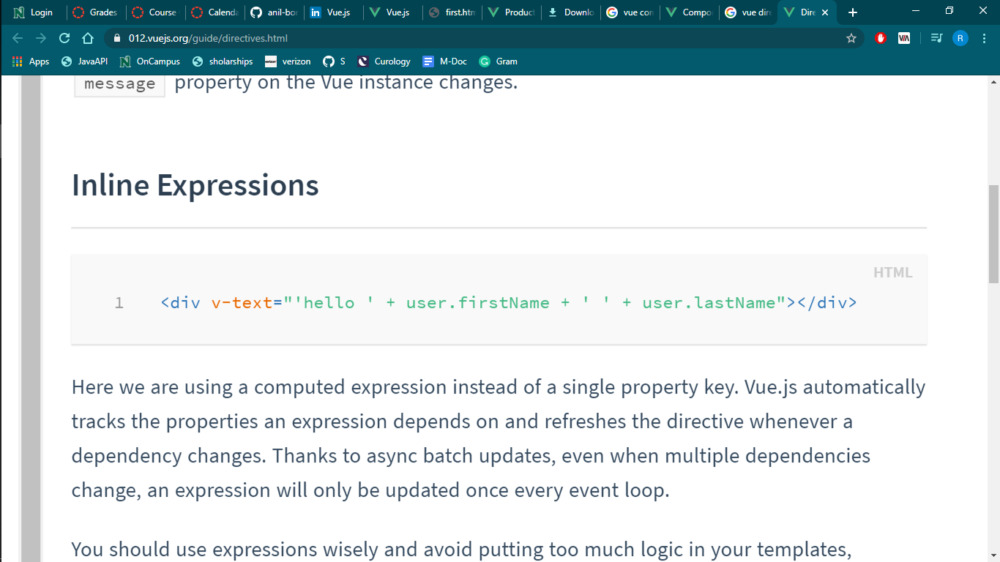 Login Grades Course Calenda anil-bor Vue.js Vue.js first.htm Product Downlo vue con Compo vue dire Dire
012.vuejs.org/guide/directives.html R
Apps JavaAPI OnCampus sholarships verizon S Curology M-Doc Gram
message property on the Vue instance changes.
Inline Expressions
HTML
1 <div v-text="'hello ' + user.firstName + ' ' + user.lastName"></div>
Here we are using a computed expression instead of a single property key. Vue.js automatically
tracks the properties an expression depends on and refreshes the directive whenever a
dependency changes. Thanks to async batch updates, even when multiple dependencies
change, an expression will only be updated once every event loop.
You should use expressions wisely and avoid putting too much logic in your templates,